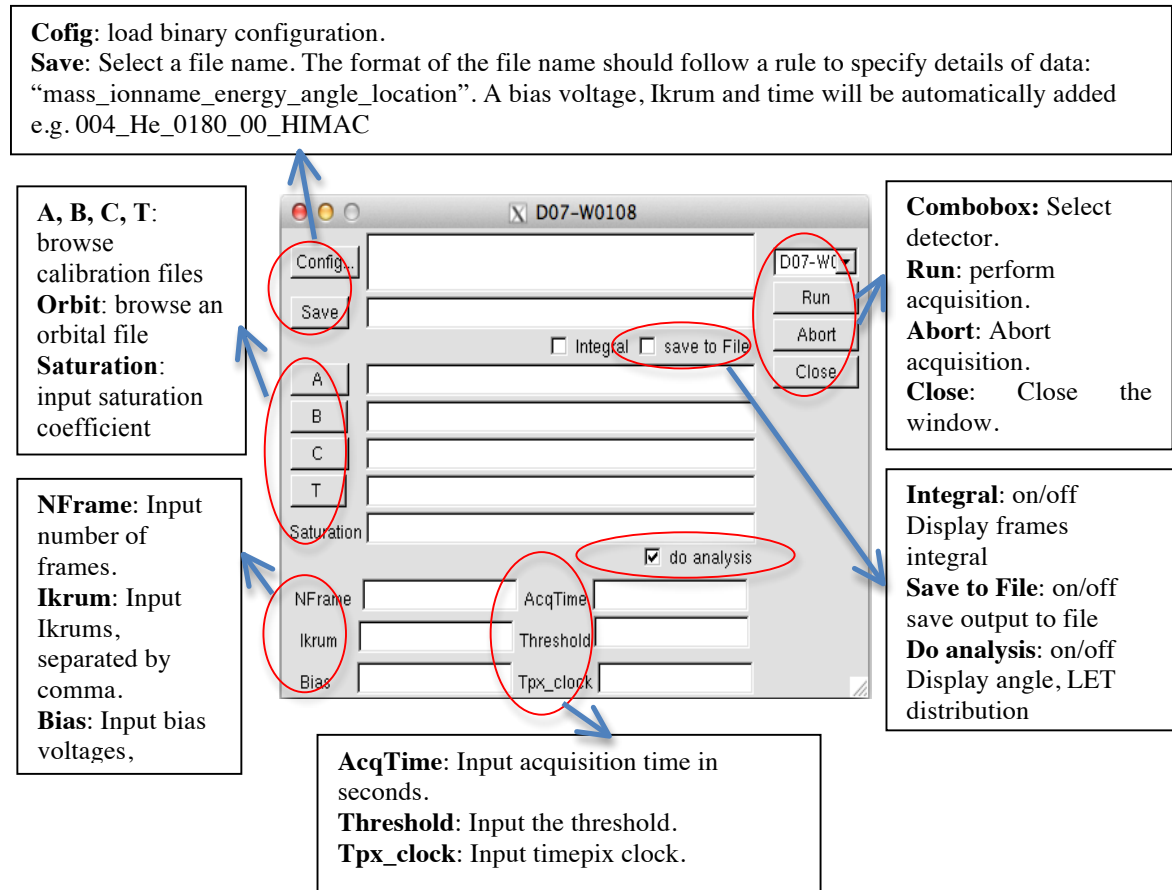 Cofig: load binary configuration.
Save: Select a file name. The format of the file name should follow a rule to specify details of data:
“mass_ionname_energy_angle_location”. A bias voltage, Ikrum and time will be automatically added
e.g. 004_He_0180_00_HIMAC
A, B, C, T:
browse
calibration files
Orbit: browse an
orbital file
Saturation:
input saturation
coefficient
NFrame: Input
number of
frames.
Ikrum: Input
Ikrums,
separated by
comma.
Bias: Input bias
voltages,
X D07-W0108
Config...
D07-W(
Save
Run
Integral
save to File
Abort
Close
A
B
C
T
Saturation
do analysis
NFrame
AcqTime
Ikrum
Threshold
Bias
Tpx_clock
Combobox: Select
detector.
Run: perform
acquisition.
Abort: Abort
acquisition.
Close: Close the
window.
Integral: on/off
Display frames
integral
Save to File: on/off
save output to file
Do analysis: on/off
Display angle, LET
distribution
AcqTime: Input acquisition time in
seconds.
Threshold: Input the threshold.
Tpx_clock: Input timepix clock.